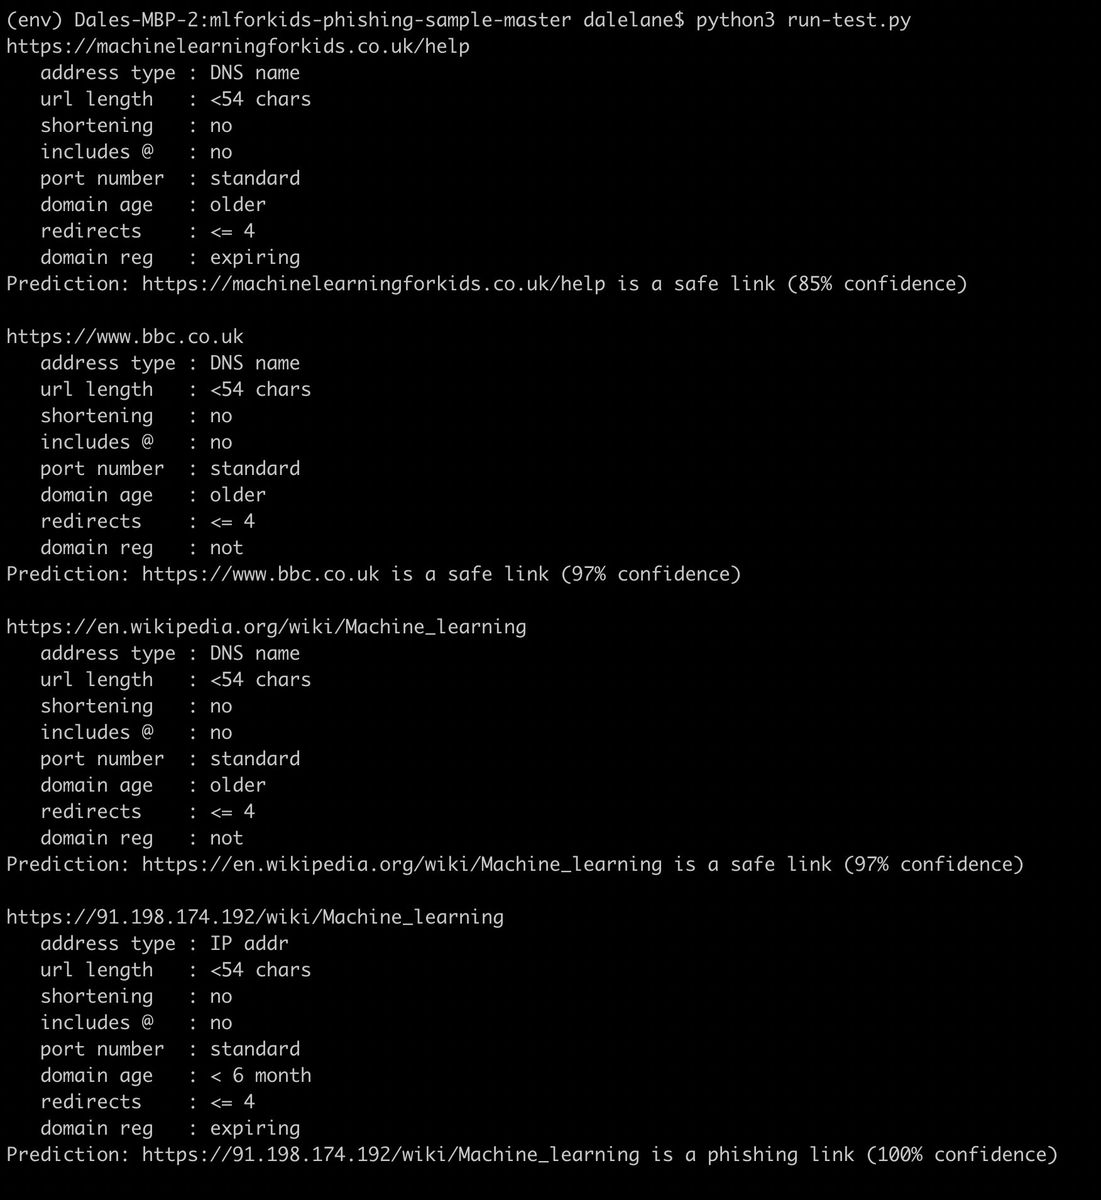 (env) Dales-MBP-2:mlforkids-phishing-sample-master dalelane$ python3 run-test.py
https://machinelearningforkids.co.uk/help
   address type : DNS name
   url length   : <54 chars
   shortening   : no
   includes @   : no
   port number  : standard
   domain age   : older
   redirects    : <= 4
   domain reg   : expiring
Prediction: https://machinelearningforkids.co.uk/help is a safe link (85% confidence)

https://www.bbc.co.uk
   address type : DNS name
   url length   : <54 chars
   shortening   : no
   includes @   : no
   port number  : standard
   domain age   : older
   redirects    : <= 4
   domain reg   : not
Prediction: https://www.bbc.co.uk is a safe link (97% confidence)

https://en.wikipedia.org/wiki/Machine_learning
   address type : DNS name
   url length   : <54 chars
   shortening   : no
   includes @   : no
   port number  : standard
   domain age   : older
   redirects    : <= 4
   domain reg   : not
Prediction: https://en.wikipedia.org/wiki/Machine_learning is a safe link (97% confidence)

https://91.198.174.192/wiki/Machine_learning
   address type : IP addr
   url length   : <54 chars
   shortening   : no
   includes @   : no
   port number  : standard
   domain age   : < 6 month
   redirects    : <= 4
   domain reg   : expiring
Prediction: https://91.198.174.192/wiki/Machine_learning is a phishing link (100% confidence)